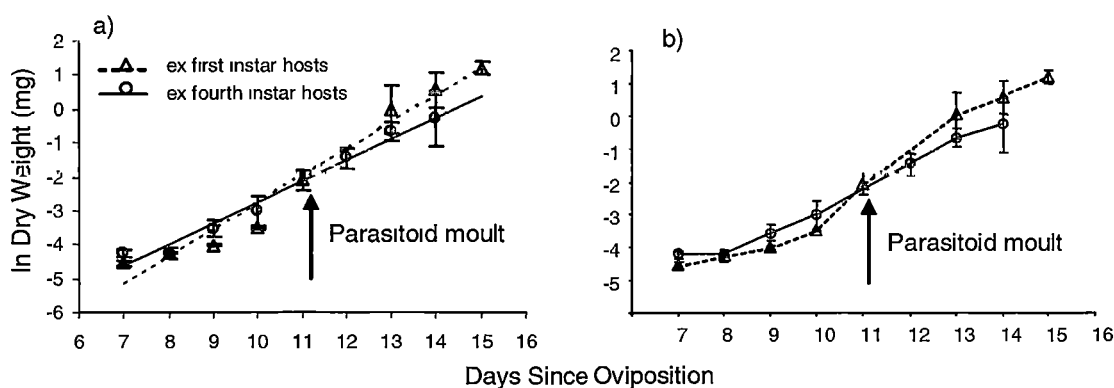 a)
2
1
0
-1
-2
-3
-4
-5
-6
ln Dry Weight (mg)
ex first instar hosts
ex fourth instar hosts
Parasitoid moult
6 7 8 9 10 11 12 13 14 15 16
b)
2
1
0
-1
-2
-3
-4
-5
Parasitoid moult
7 8 9 10 11 12 13 14 15 16
Days Since Oviposition